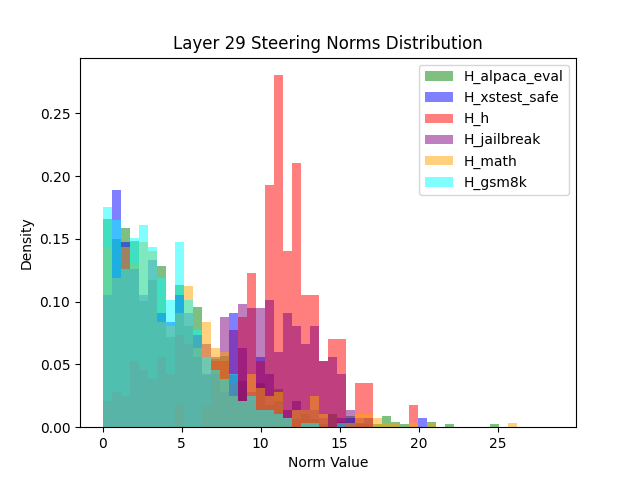 Layer 29 Steering Norms Distribution
H_alpaca_eval
H_xstest_safe
H_h
H_jailbreak
H_math
H_gsm8k
Density
0.25
0.20
0.15
0.10
0.05
0.00
0
5
10
15
20
25
Norm Value